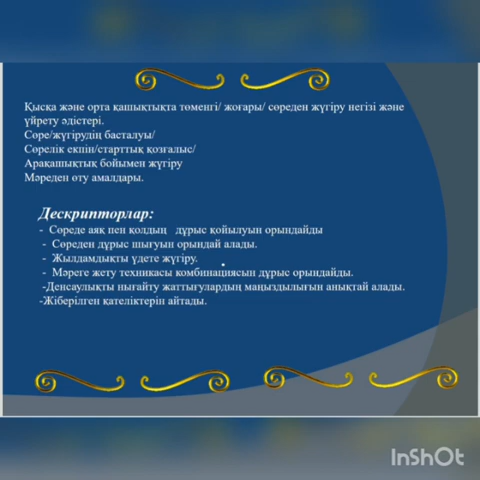 Қысқа және орта қашықтықта төменгі/ жоғары/ сөреден жүгіру негізі және
үйрету әдістері.
Сөре/жүгірудің басталуы/
Сөрелік екпін/старттық қозғалыс/
Арақашықтық бойымен жүгіру
Мәреден өту амалдары.
Дескрипторлар:
- Сөреде аяқ пен қолдың дұрыс қойылуын орындайды
- Сөреден дұрыс шығуын орындай алады.
- Жылдамдықты үдете жүгіру.
- Мәреге жету техникасы комбинациясын дұрыс орындайды.
-Денсаулықты нығайту жаттығулардың маңыздылығын анықтай алады.
-Жіберілген қателіктерін айтады.
InShOt